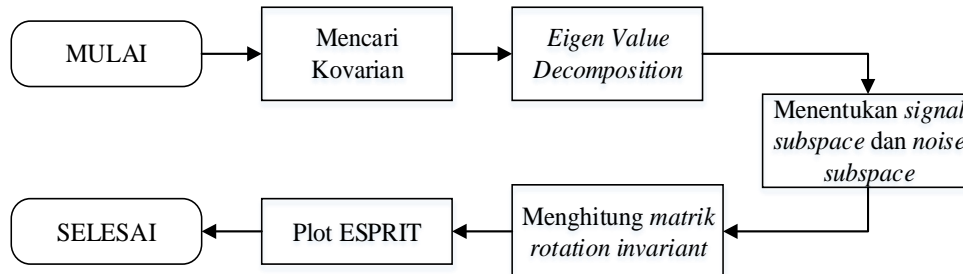 MULAI
Mencari
Kovarian
Eigen Value
Decomposition
Menentukan signal
subspace dan noise
subspace
Menghitung matrik
rotation invariant
Plot ESPRIT
SELESAI